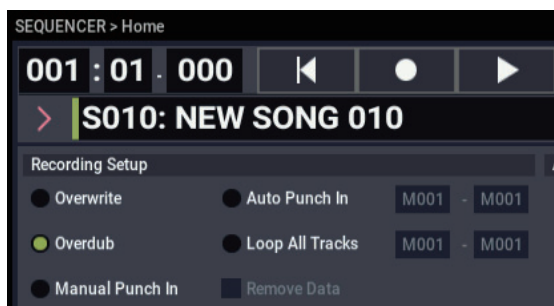 SEQUENCER > Home
001 : 01 . 000
S010: NEW SONG 010
Recording Setup
Overwrite Auto Punch In M001 - M001
Overdub Loop All Tracks M001 - M001
Manual Punch In Remove Data